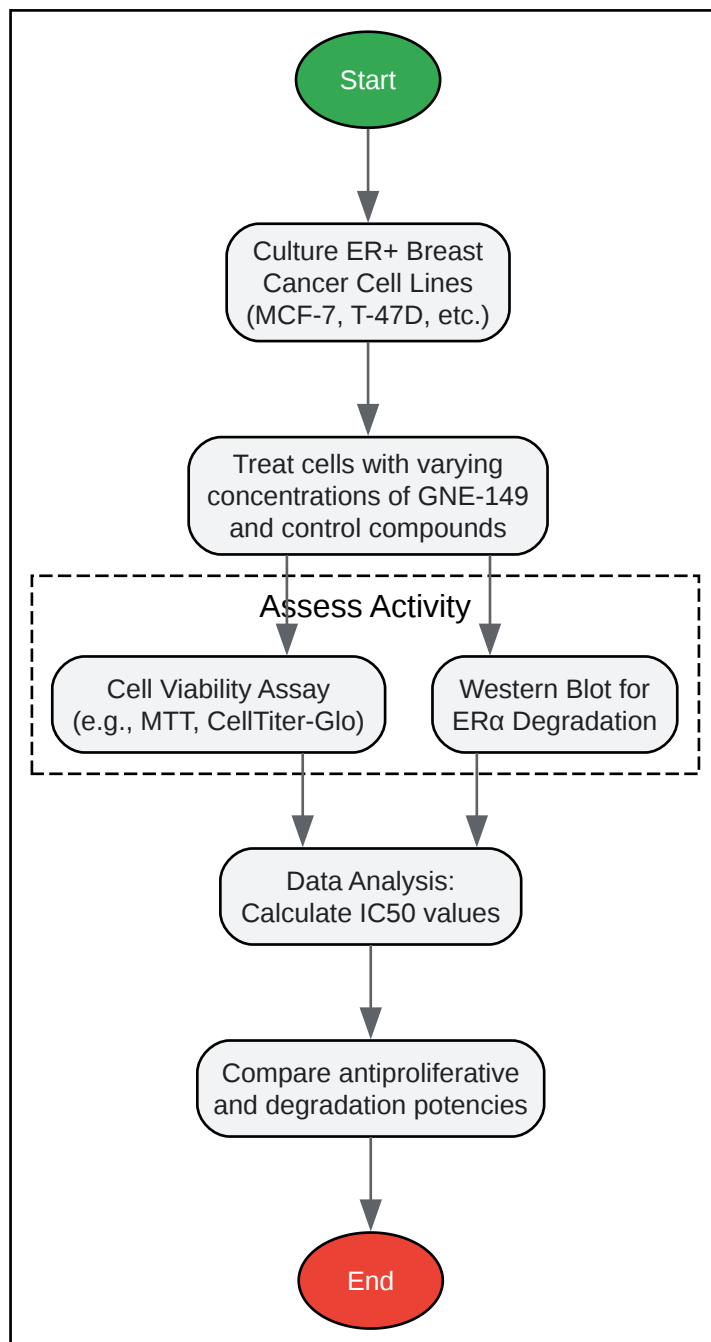 Start
Culture ER+ Breast
Cancer Cell Lines
(MCF-7, T-47D, etc.)
Treat cells with varying
concentrations of GNE-149
and control compounds
Assess Activity
Cell Viability Assay
(e.g., MTT, CellTiter-Glo)
Western Blot for
ERα Degradation
Data Analysis:
Calculate IC50 values
Compare antiproliferative
and degradation potencies
End